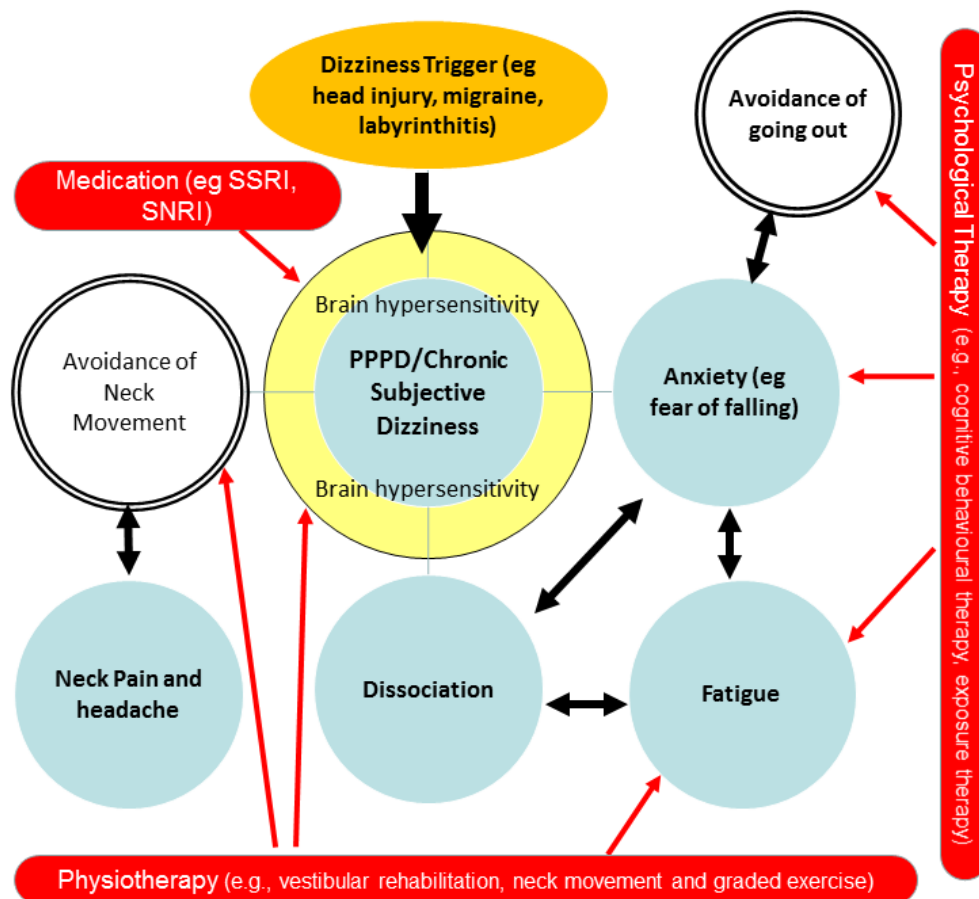 Dizziness Trigger (eg
head injury, migraine,
labyrinthitis)
Avoidance of
going out
Medication (eg SSRI,
SNRI)
Brain hypersensitivity
PPPD/Chronic
Subjective
Dizziness
Brain hypersensitivity
Avoidance of
Neck
Movement
Anxiety (eg
fear of falling)
Neck Pain and
headache
Dissociation
Fatigue
Psychological Therapy (e.g., cognitive behavioural therapy, exposure therapy)
Physiotherapy (e.g., vestibular rehabilitation, neck movement and graded exercise)